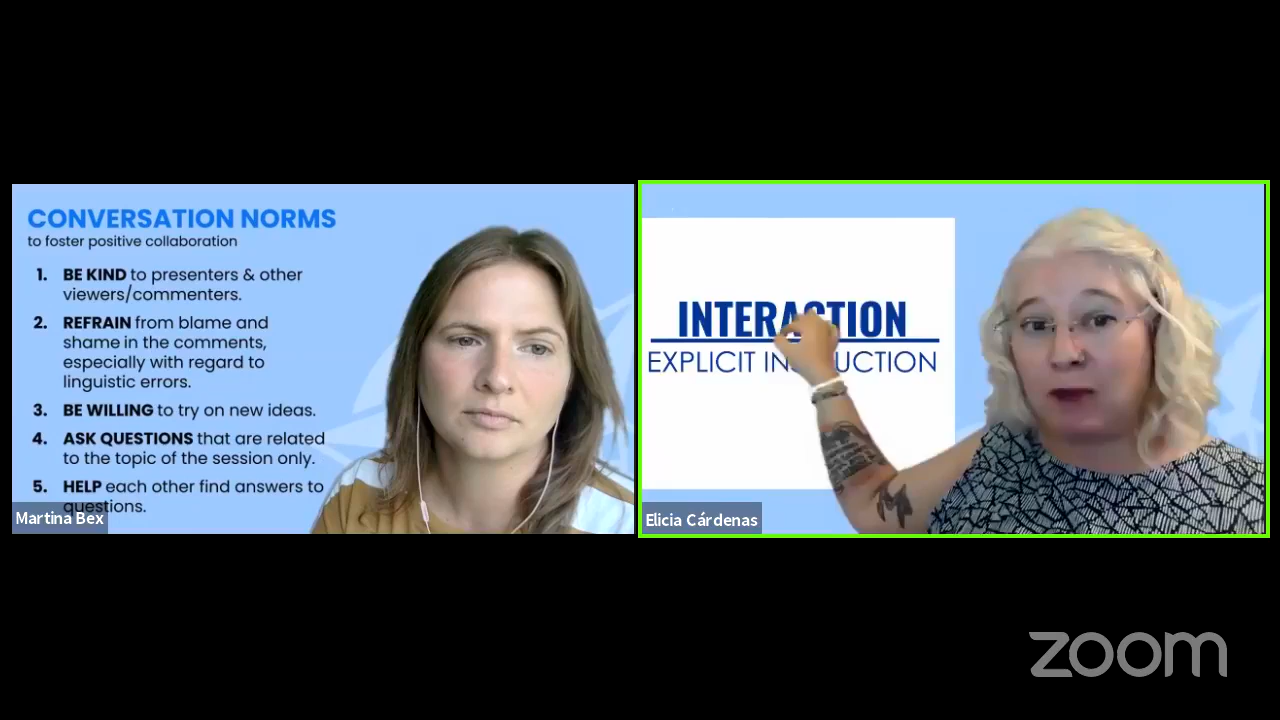 CONVERSATION NORMS
to foster positive collaboration
1. BE KIND to presenters & other
viewers/commenters.
2. REFRAIN from blame and
shame in the comments,
especially with regard to
linguistic errors.
3. BE WILLING to try on new ideas.
4. ASK QUESTIONS that are related
to the topic of the session only.
5. HELP each other find answers to
questions.
Martina Bex
INTERACTION
EXPLICIT INSTRUCTION
Elicia Cárdenas
zoom